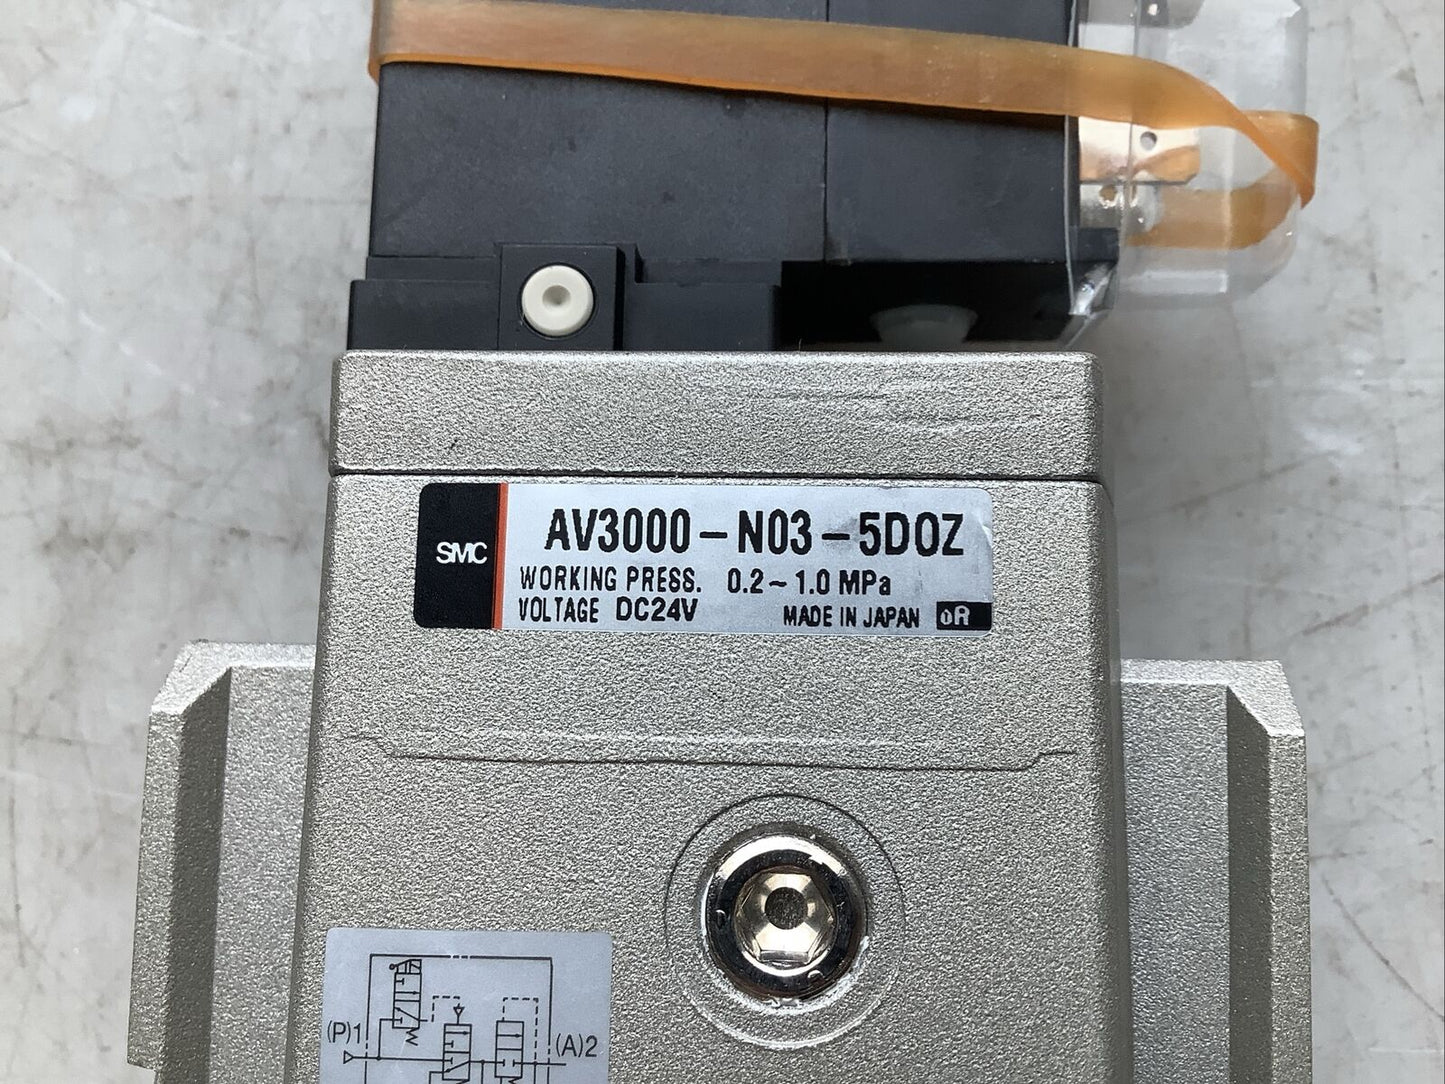 SMC
AV3000-N03-5DOZ
WORKING PRESS. 0.2~1.0 MPa
VOLTAGE DC24V MADE IN JAPAN
(P)1
(A)2